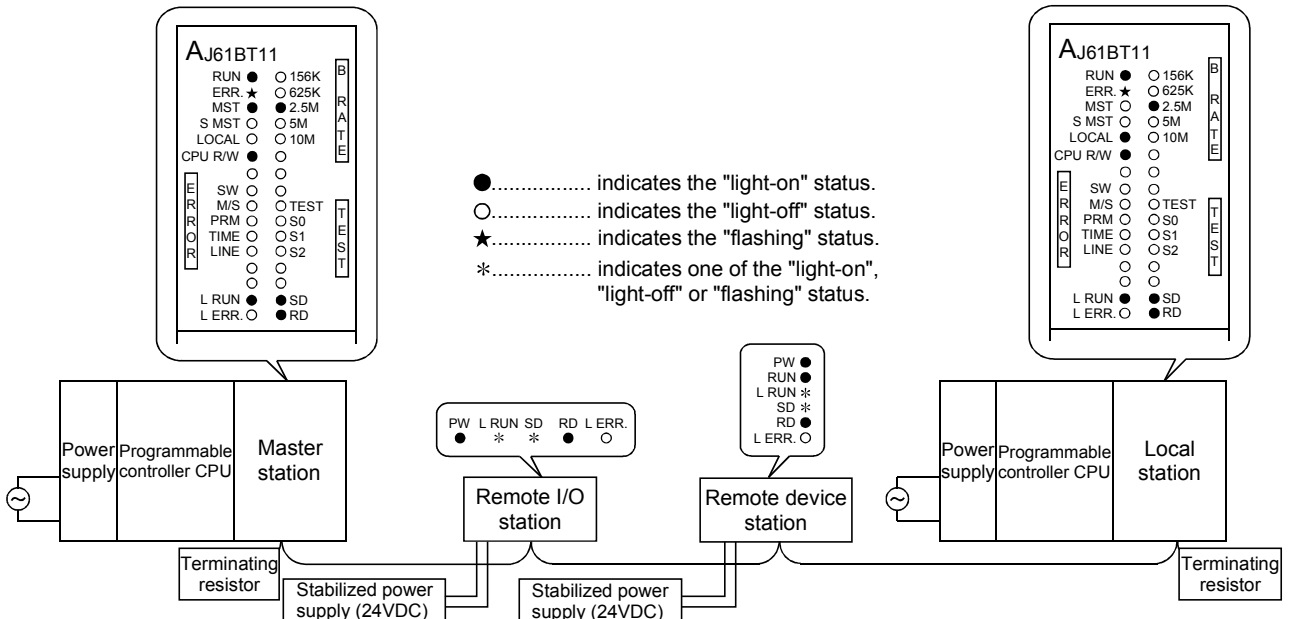 AJ61BT11
RUN ● ○ 156K
ERR. ★ ○ 625K
MST ● ● 2.5M
S MST ○ ○ 5M
LOCAL ○ ○ 10M
CPU R/W ● ○
○ ○
SW ○ ○
M/S ○ ○ TEST
PRM ○ ○ S0
TIME ○ ○ S1
LINE ○ ○ S2
○ ○
○ ○
L RUN ● ● SD
L ERR. ○ ● RD
B RATE
ERROR
TEST
●................. indicates the "light-on" status.
○................. indicates the "light-off" status.
★................. indicates the "flashing" status.
*................. indicates one of the "light-on",
"light-off" or "flashing" status.
AJ61BT11
RUN ● ○ 156K
ERR. ★ ○ 625K
MST ○ ● 2.5M
S MST ○ ○ 5M
LOCAL ● ○ 10M
CPU R/W ● ○
○ ○
SW ○ ○
M/S ○ ○ TEST
PRM ○ ○ S0
TIME ○ ○ S1
LINE ○ ○ S2
○ ○
○ ○
L RUN ● ● SD
L ERR. ○ ● RD
B RATE
ERROR
TEST
Power
supply
Programmable
controller CPU
Master
station
PW L RUN SD RD L ERR.
● * * ● ○
Remote I/O
station
PW ●
RUN ●
L RUN *
SD *
RD ●
L ERR. ○
Remote device
station
Power
supply
Programmable
controller CPU
Local
station
Terminating
resistor
Stabilized power
supply (24VDC)
Stabilized power
supply (24VDC)
Terminating
resistor